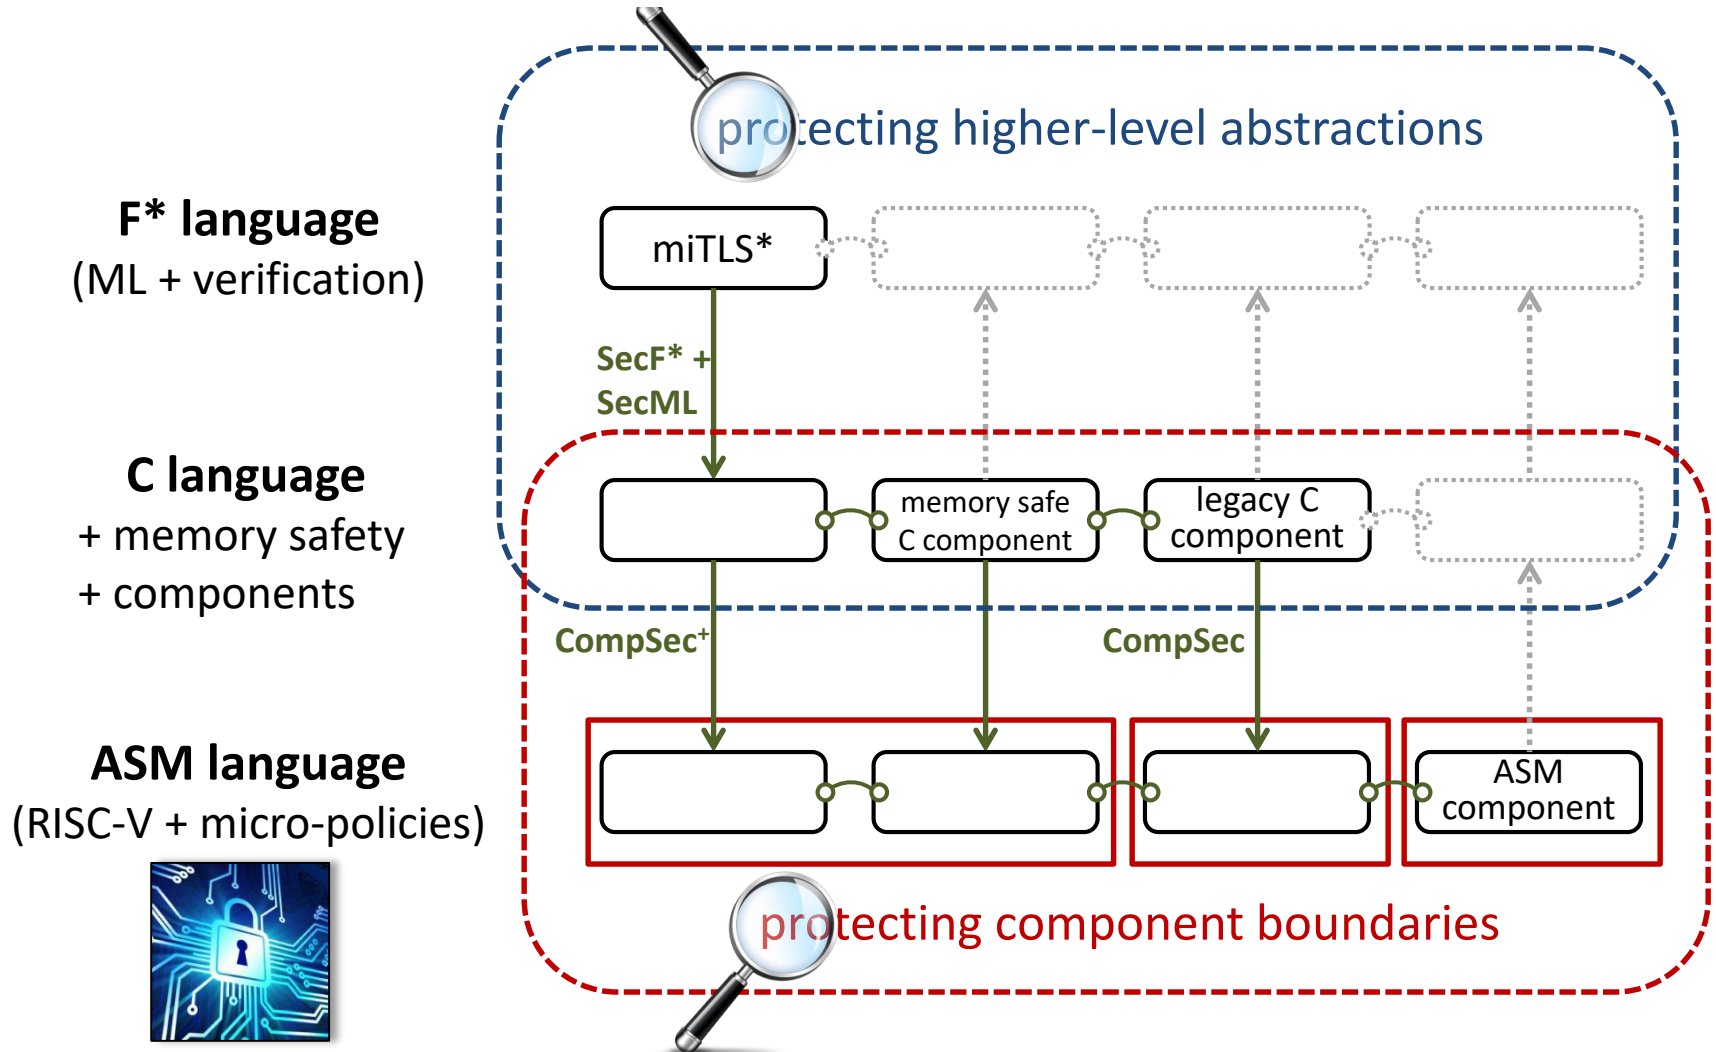 protecting higher-level abstractions
F* language
(ML + verification)
miTLS*
SecF* +
SecML
C language
+ memory safety
+ components
memory safe
C component
legacy C
component
CompSec⁺
CompSec
ASM language
(RISC-V + micro-policies)
ASM
component
protecting component boundaries